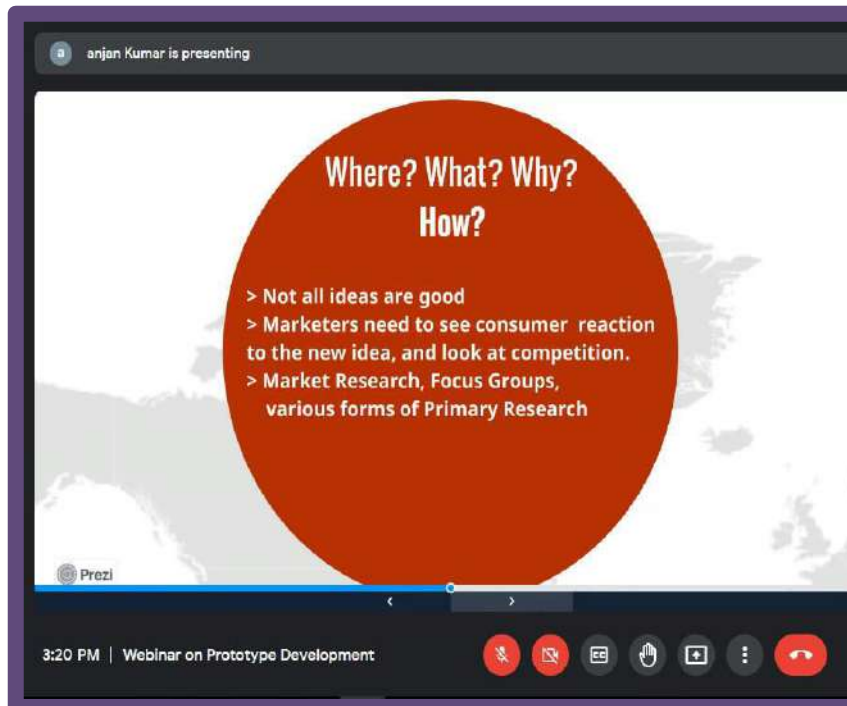 a anjan Kumar is presenting
Where? What? Why?
How?
> Not all ideas are good
> Marketers need to see consumer reaction
to the new idea, and look at competition.
> Market Research, Focus Groups,
various forms of Primary Research
Prezi
3:20 PM | Webinar on Prototype Development
CC